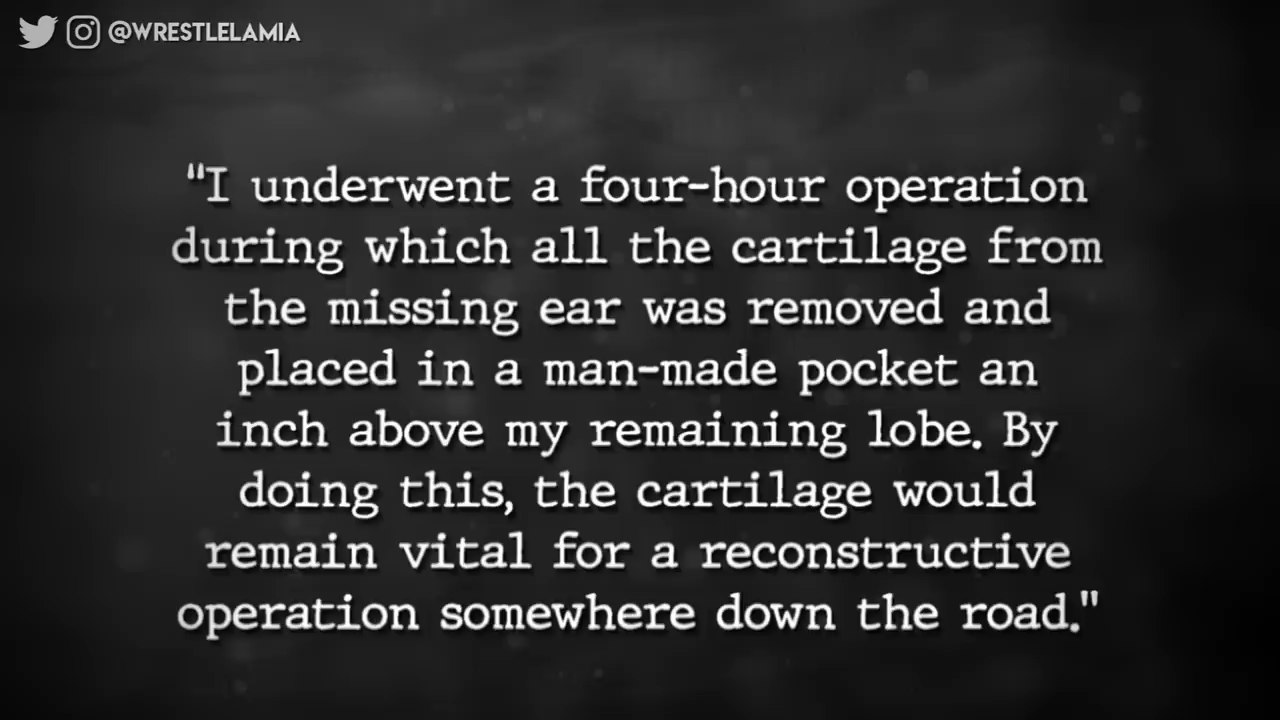 @WRESTLELAMIA
"I underwent a four-hour operation
during which all the cartilage from
the missing ear was removed and
placed in a man-made pocket an
inch above my remaining lobe. By
doing this, the cartilage would
remain vital for a reconstructive
operation somewhere down the road."